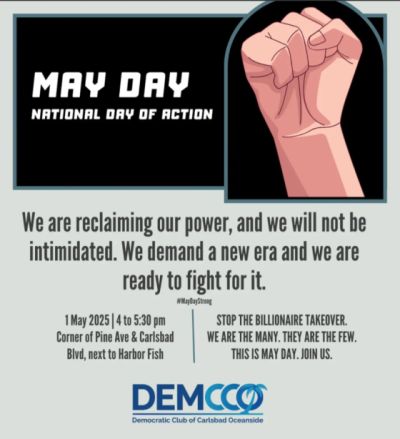 MAY DAY
NATIONAL DAY OF ACTION
We are reclaiming our power, and we will not be
intimidated. We demand a new era and we are
ready to fight for it.
#MayDayStrong
1 May 2025 | 4 to 5:30 pm
Corner of Pine Ave & Carlsbad
Blvd, next to Harbor Fish
STOP THE BILLIONAIRE TAKEOVER.
WE ARE THE MANY. THEY ARE THE FEW.
THIS IS MAY DAY. JOIN US.
DEMCCO
Democratic Club of Carlsbad Oceanside